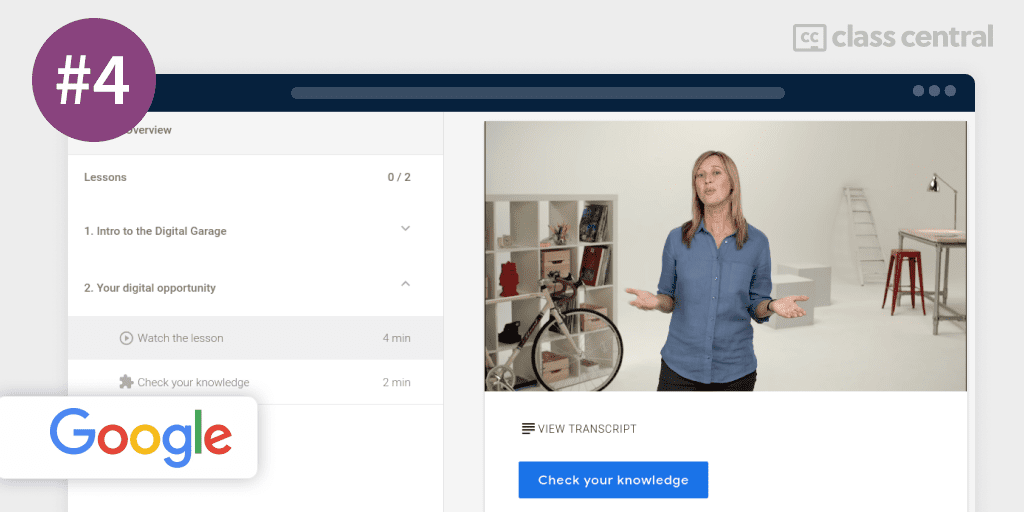 #4
cc class central
Overview
Lessons 0 / 2
1. Intro to the Digital Garage
2. Your digital opportunity
Watch the lesson 4 min
Check your knowledge 2 min
Google
VIEW TRANSCRIPT
Check your knowledge